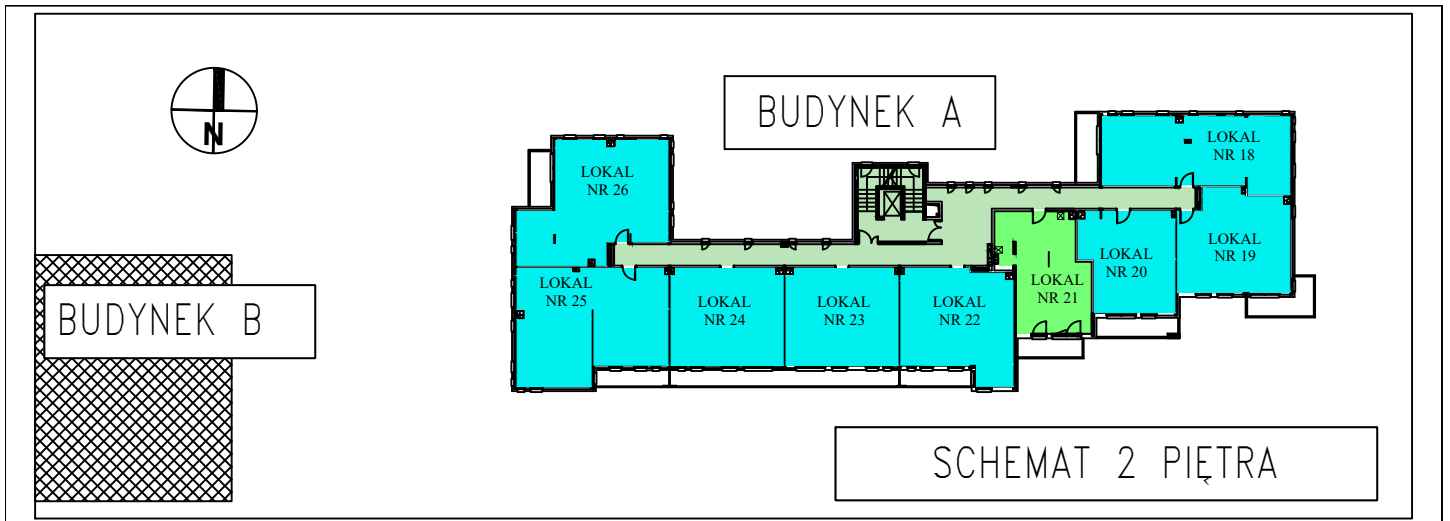 BUDYNEK A
N
LOKAL
NR 18
LOKAL
NR 26
LOKAL
NR 19
LOKAL
NR 20
LOKAL
NR 21
LOKAL
NR 25
LOKAL
NR 24
LOKAL
NR 23
LOKAL
NR 22
BUDYNEK B
SCHEMAT 2 PIĘTRA